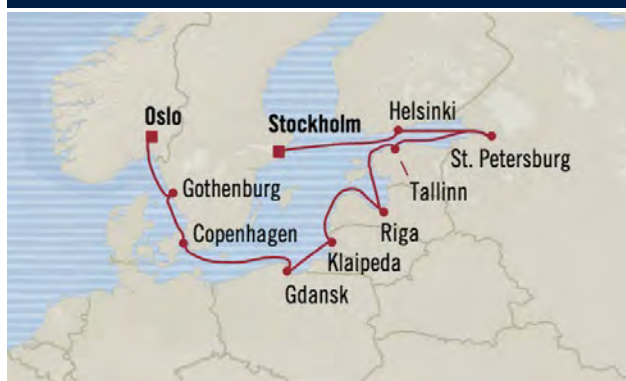 Oslo
Stockholm
Helsinki
St. Petersburg
Tallinn
Gothenburg
Riga
Copenhagen
Klaipeda
Gdansk